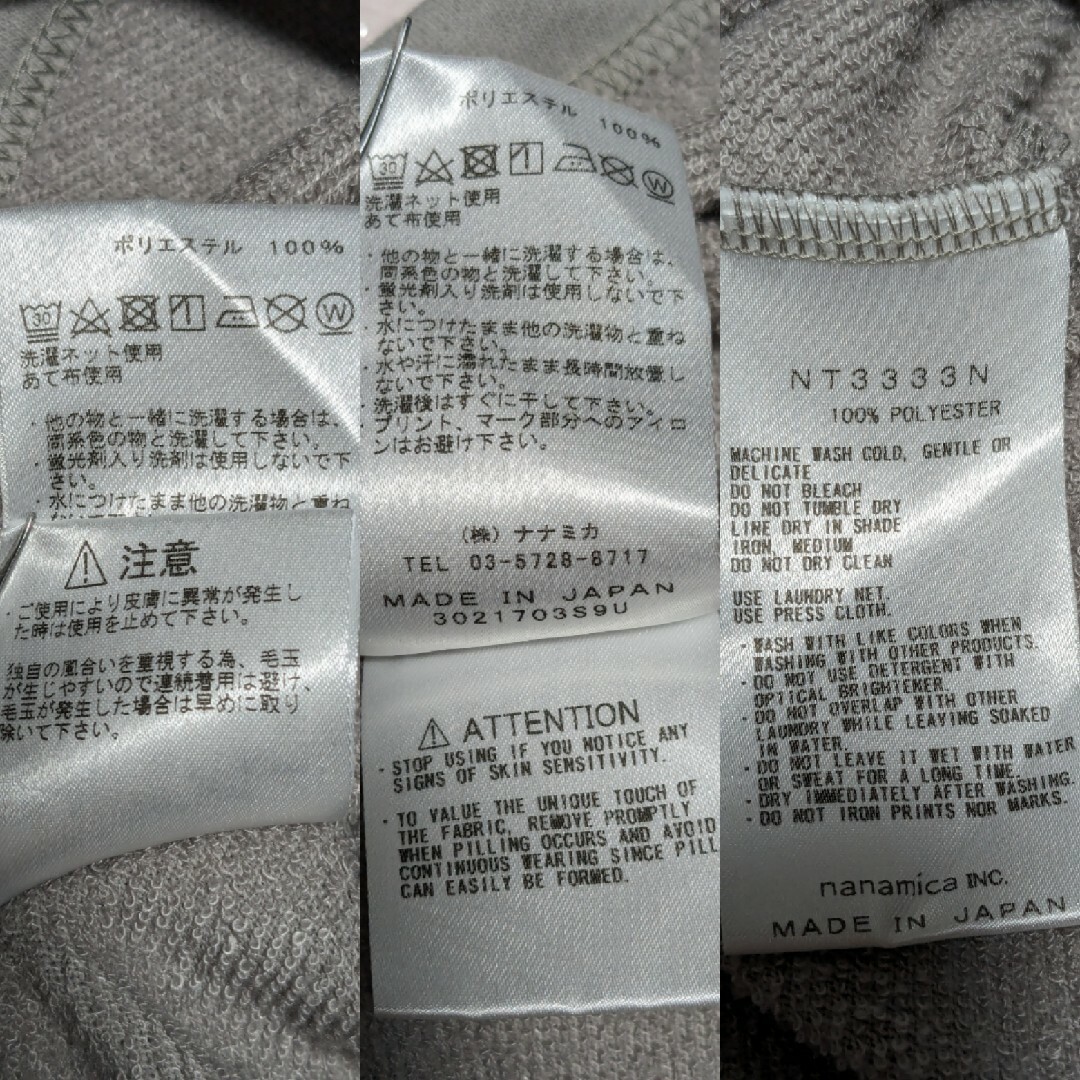 ポリエステル 100%
30 W
洗濯ネット使用
あて布使用
・他の物と一緒に洗濯する場合は、
同系色の物と洗濯して下さい。
・蛍光剤入り洗剤は使用しないで下
さい。
・水につけたまま他の洗濯物と重ね
⚠ 注意
・ご使用により皮膚に異常が発生し
た時は使用を止めて下さい。
独自の風合いを重視する為、毛玉
が生じやすいので連続着用は避け、
毛玉が発生した場合は早めに取り
除いて下さい。
ポリエステル 100%
30 W
洗濯ネット使用
あて布使用
・他の物と一緒に洗濯する場合は、
同系色の物と洗濯して下さい。
・蛍光剤入り洗剤は使用しないで下
さい。
・水につけたまま他の洗濯物と重ね
ないで下さい。
・水や汗に濡れたまま長時間放置し
ないで下さい。
・洗濯後はすぐに干して下さい。
・プリント、マーク部分へのアイロ
ンはお避け下さい。
(株) ナナミカ
TEL 03-5728-6717
MADE IN JAPAN
3021703S9U
⚠ ATTENTION
・STOP USING IF YOU NOTICE ANY
SIGNS OF SKIN SENSITIVITY.
・TO VALUE THE UNIQUE TOUCH OF
THE FABRIC, REMOVE PROMPTLY
WHEN PILLING OCCURS AND AVOID
CONTINUOUS WEARING SINCE PILL
CAN EASILY BE FORMED.
NT3333N
100% POLYESTER
MACHINE WASH COLD, GENTLE OR
DELICATE
DO NOT BLEACH
DO NOT TUMBLE DRY
LINE DRY IN SHADE
IRON, MEDIUM
DO NOT DRY CLEAN
USE LAUNDRY NET.
USE PRESS CLOTH.
・WASH WITH LIKE COLORS WHEN
WASHING WITH OTHER PRODUCTS.
・DO NOT USE DETERGENT WITH
OPTICAL BRIGHTENER.
・DO NOT OVERLAP WITH OTHER
LAUNDRY WHILE LEAVING SOAKED
IN WATER.
・DO NOT LEAVE IT WET WITH WATER
OR SWEAT FOR A LONG TIME.
・DRY IMMEDIATELY AFTER WASHING.
・DO NOT IRON PRINTS NOR MARKS.
nanamica INC.
MADE IN JAPAN